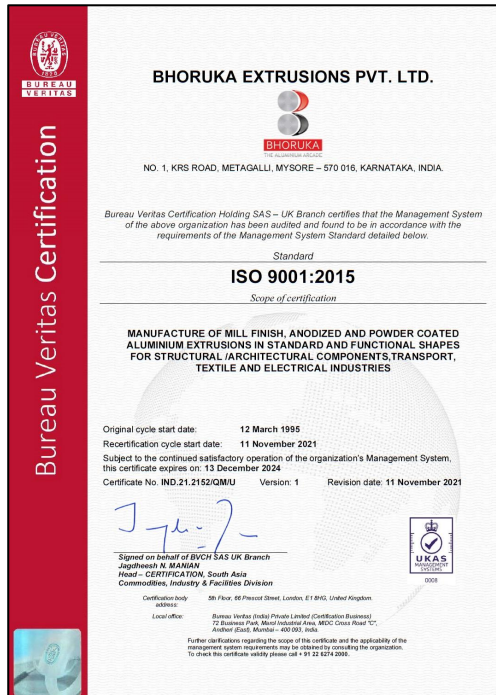 BUREAU
VERITAS
Bureau Veritas Certification
BHORUKA EXTRUSIONS PVT. LTD.
BHORUKA
THE ALUMINIUM ARCADE
NO. 1, KRS ROAD, METAGALLI, MYSORE – 570 016, KARNATAKA, INDIA.
Bureau Veritas Certification Holding SAS – UK Branch certifies that the Management System
of the above organization has been audited and found to be in accordance with the
requirements of the Management System Standard detailed below.
Standard
ISO 9001:2015
Scope of certification
MANUFACTURE OF MILL FINISH, ANODIZED AND POWDER COATED
ALUMINIUM EXTRUSIONS IN STANDARD AND FUNCTIONAL SHAPES
FOR STRUCTURAL /ARCHITECTURAL COMPONENTS,TRANSPORT,
TEXTILE AND ELECTRICAL INDUSTRIES
Original cycle start date: 12 March 1995
Recertification cycle start date: 11 November 2021
Subject to the continued satisfactory operation of the organization's Management System,
this certificate expires on: 13 December 2024
Certificate No. IND.21.2152/QM/U Version: 1 Revision date: 11 November 2021
Signed on behalf of BVCH SAS UK Branch
Jagdheesh N. MANIAN
Head – CERTIFICATION, South Asia
Commodities, Industry & Facilities Division
UKAS
MANAGEMENT
SYSTEMS
0008
Certification body address: 5th Floor, 66 Prescot Street, London, E1 8HG, United Kingdom.
Local office: Bureau Veritas (India) Private Limited (Certification Business)
72 Business Park, Marol Industrial Area, MIDC Cross Road "C",
Andheri (East), Mumbai – 400 093, India.
Further clarifications regarding the scope of this certificate and the applicability of the
management system requirements may be obtained by consulting the organization.
To check this certificate validity please call + 91 22 6274 2000.